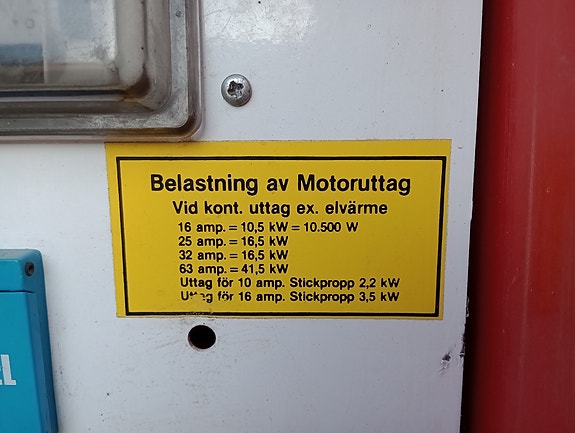 Belastning av Motoruttag
Vid kont. uttag ex. elvärme
16 amp. = 10,5 kW = 10.500 W
25 amp. = 16,5 kW
32 amp. = 16,5 kW
63 amp. = 41,5 kW
Uttag för 10 amp. Stickpropp 2,2 kW
Uttag för 16 amp. Stickpropp 3,5 kW